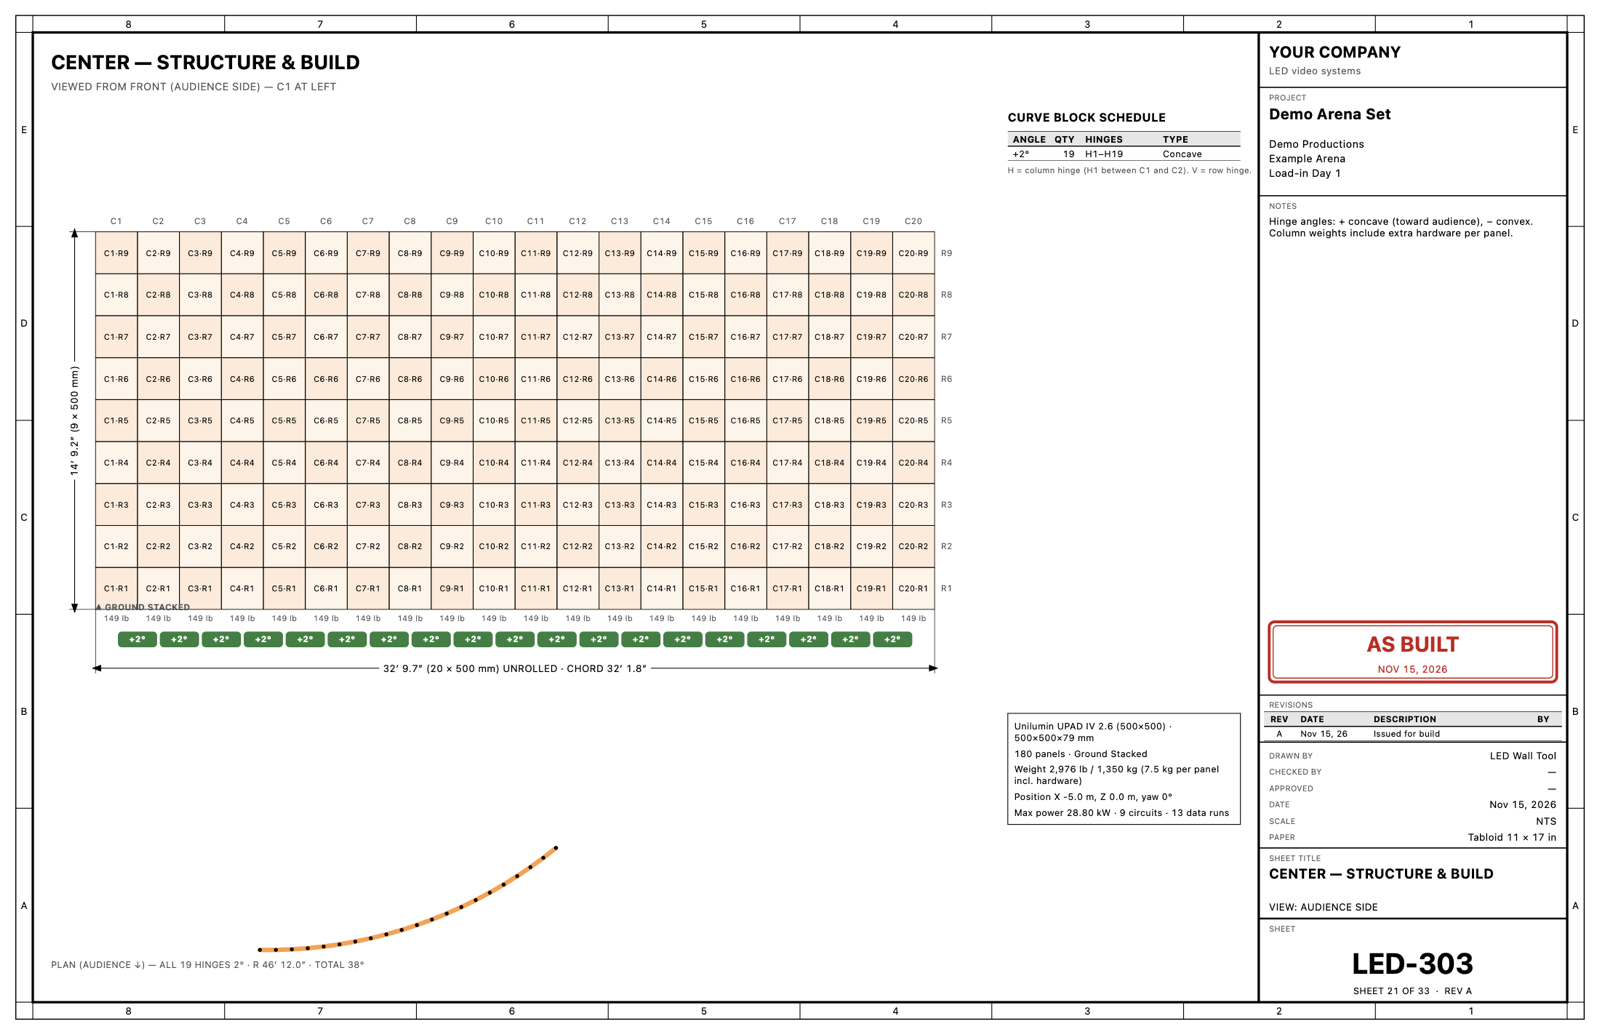 8 7 6 5 4 3 2 1
CENTER — STRUCTURE & BUILD
VIEWED FROM FRONT (AUDIENCE SIDE) — C1 AT LEFT
E
D
C
B
A
C1 C2 C3 C4 C5 C6 C7 C8 C9 C10 C11 C12 C13 C14 C15 C16 C17 C18 C19 C20
C1-R9 C2-R9 C3-R9 C4-R9 C5-R9 C6-R9 C7-R9 C8-R9 C9-R9 C10-R9 C11-R9 C12-R9 C13-R9 C14-R9 C15-R9 C16-R9 C17-R9 C18-R9 C19-R9 C20-R9 R9
C1-R8 C2-R8 C3-R8 C4-R8 C5-R8 C6-R8 C7-R8 C8-R8 C9-R8 C10-R8 C11-R8 C12-R8 C13-R8 C14-R8 C15-R8 C16-R8 C17-R8 C18-R8 C19-R8 C20-R8 R8
C1-R7 C2-R7 C3-R7 C4-R7 C5-R7 C6-R7 C7-R7 C8-R7 C9-R7 C10-R7 C11-R7 C12-R7 C13-R7 C14-R7 C15-R7 C16-R7 C17-R7 C18-R7 C19-R7 C20-R7 R7
C1-R6 C2-R6 C3-R6 C4-R6 C5-R6 C6-R6 C7-R6 C8-R6 C9-R6 C10-R6 C11-R6 C12-R6 C13-R6 C14-R6 C15-R6 C16-R6 C17-R6 C18-R6 C19-R6 C20-R6 R6
C1-R5 C2-R5 C3-R5 C4-R5 C5-R5 C6-R5 C7-R5 C8-R5 C9-R5 C10-R5 C11-R5 C12-R5 C13-R5 C14-R5 C15-R5 C16-R5 C17-R5 C18-R5 C19-R5 C20-R5 R5
C1-R4 C2-R4 C3-R4 C4-R4 C5-R4 C6-R4 C7-R4 C8-R4 C9-R4 C10-R4 C11-R4 C12-R4 C13-R4 C14-R4 C15-R4 C16-R4 C17-R4 C18-R4 C19-R4 C20-R4 R4
C1-R3 C2-R3 C3-R3 C4-R3 C5-R3 C6-R3 C7-R3 C8-R3 C9-R3 C10-R3 C11-R3 C12-R3 C13-R3 C14-R3 C15-R3 C16-R3 C17-R3 C18-R3 C19-R3 C20-R3 R3
C1-R2 C2-R2 C3-R2 C4-R2 C5-R2 C6-R2 C7-R2 C8-R2 C9-R2 C10-R2 C11-R2 C12-R2 C13-R2 C14-R2 C15-R2 C16-R2 C17-R2 C18-R2 C19-R2 C20-R2 R2
C1-R1 C2-R1 C3-R1 C4-R1 C5-R1 C6-R1 C7-R1 C8-R1 C9-R1 C10-R1 C11-R1 C12-R1 C13-R1 C14-R1 C15-R1 C16-R1 C17-R1 C18-R1 C19-R1 C20-R1 R1
14′ 9.2″ (9 × 500 mm)
▲ GROUND STACKED
149 lb 149 lb 149 lb 149 lb 149 lb 149 lb 149 lb 149 lb 149 lb 149 lb 149 lb 149 lb 149 lb 149 lb 149 lb 149 lb 149 lb 149 lb 149 lb 149 lb
+2° +2° +2° +2° +2° +2° +2° +2° +2° +2° +2° +2° +2° +2° +2° +2° +2° +2° +2°
32′ 9.7″ (20 × 500 mm) UNROLLED · CHORD 32′ 1.8″
PLAN (AUDIENCE ↓) — ALL 19 HINGES 2° · R 46′ 12.0″ · TOTAL 38°
CURVE BLOCK SCHEDULE
ANGLE QTY HINGES TYPE
+2° 19 H1–H19 Concave
H = column hinge (H1 between C1 and C2). V = row hinge.
Unilumin UPAD IV 2.6 (500×500) ·
500×500×79 mm
180 panels · Ground Stacked
Weight 2,976 lb / 1,350 kg (7.5 kg per panel
incl. hardware)
Position X -5.0 m, Z 0.0 m, yaw 0°
Max power 28.80 kW · 9 circuits · 13 data runs
YOUR COMPANY
LED video systems
PROJECT
Demo Arena Set
Demo Productions
Example Arena
Load-in Day 1
NOTES
Hinge angles: + concave (toward audience), – convex.
Column weights include extra hardware per panel.
AS BUILT
NOV 15, 2026
REVISIONS
REV DATE DESCRIPTION BY
A Nov 15, 26 Issued for build
DRAWN BY LED Wall Tool
CHECKED BY —
APPROVED —
DATE Nov 15, 2026
SCALE NTS
PAPER Tabloid 11 × 17 in
SHEET TITLE
CENTER — STRUCTURE & BUILD
VIEW: AUDIENCE SIDE
SHEET
LED-303
SHEET 21 OF 33 · REV A
E
D
C
B
A
8 7 6 5 4 3 2 1